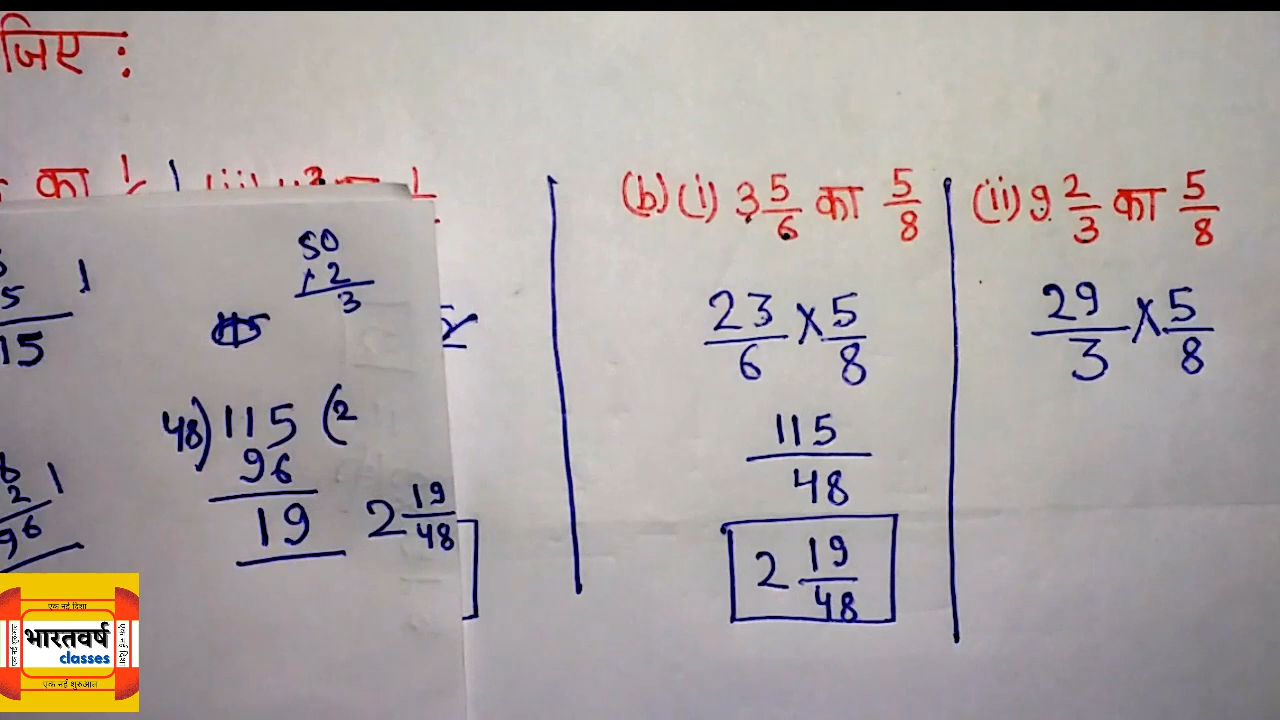 जिए :
का
(b) (i) 3 5/6 का 5/8
(ii) 9 2/3 का 5/8
50
× 2
3
15
48) 115 (2
96
19
2 19/48
23/6 × 5/8
115/48
2 19/48
29/3 × 5/8
एक नई दिशा
भारतवर्ष
classes
एक नई शुरुआत